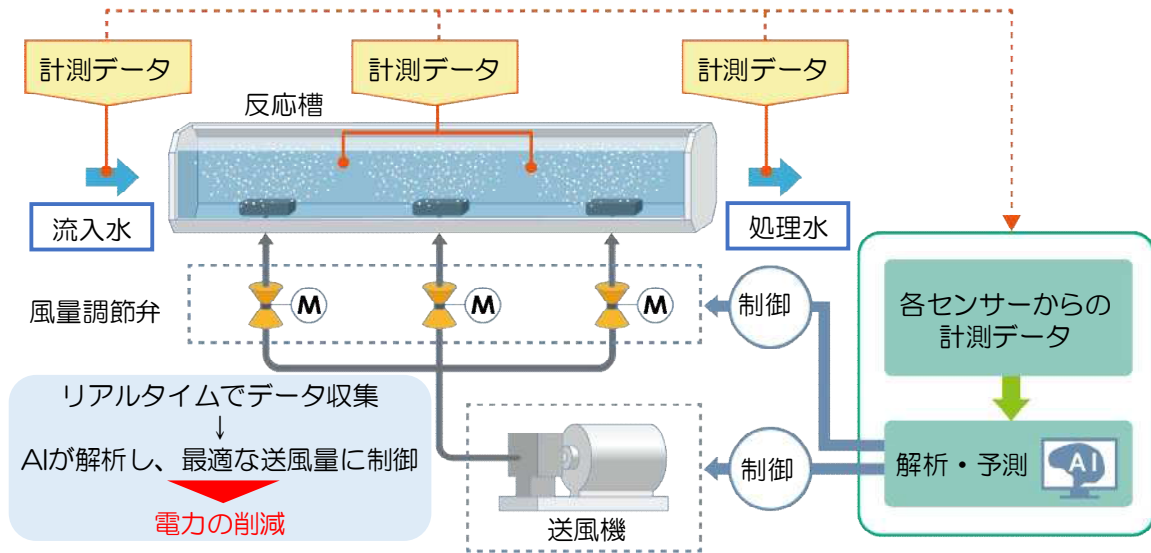 計測データ
計測データ
計測データ
反応槽
流入水
処理水
風量調節弁
M
M
M
制御
各センサーからの
計測データ
リアルタイムでデータ収集
↓
AIが解析し、最適な送風量に制御
電力の削減
送風機
制御
解析・予測
AI